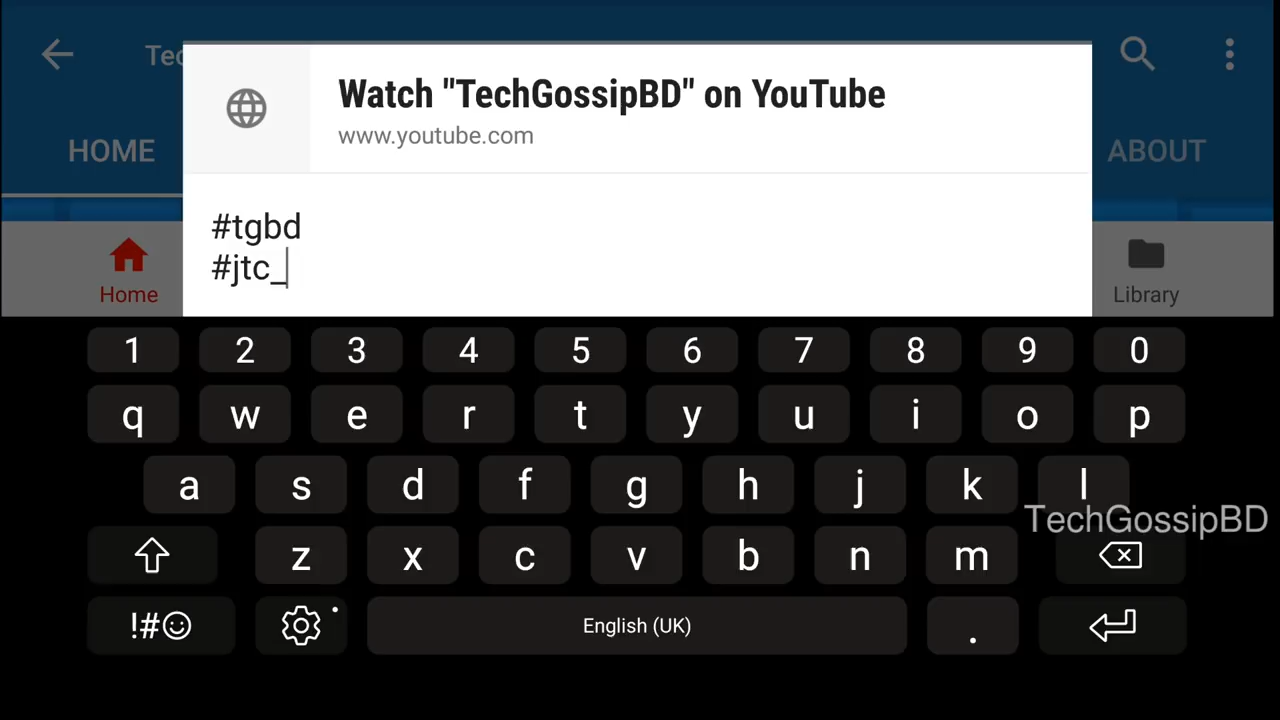 Tec
Watch "TechGossipBD" on YouTube
www.youtube.com
HOME
ABOUT
#tgbd
#jtc_
Home
Library
1 2 3 4 5 6 7 8 9 0
q w e r t y u i o p
a s d f g h j k l
TechGossipBD
z x c v b n m
!#☺
English (UK)
.